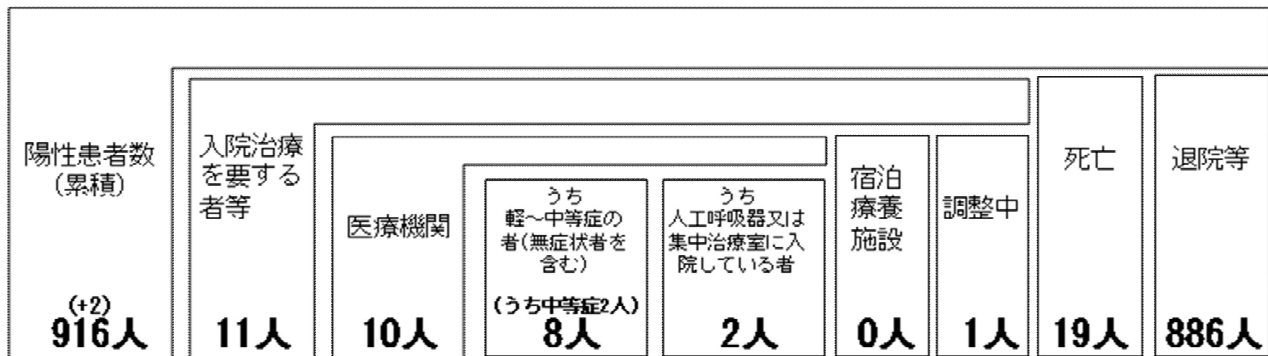 陽性患者数
(累積)
(+2)
916人
入院治療
を要する
者等
11人
医療機関
10人
うち
軽～中等症の
者(無症状者を
含む)
(うち中等症2人)
8人
うち
人工呼吸器又は
集中治療室に入
院している者
2人
宿泊
療養
施設
0人
調整中
1人
死亡
19人
退院等
886人